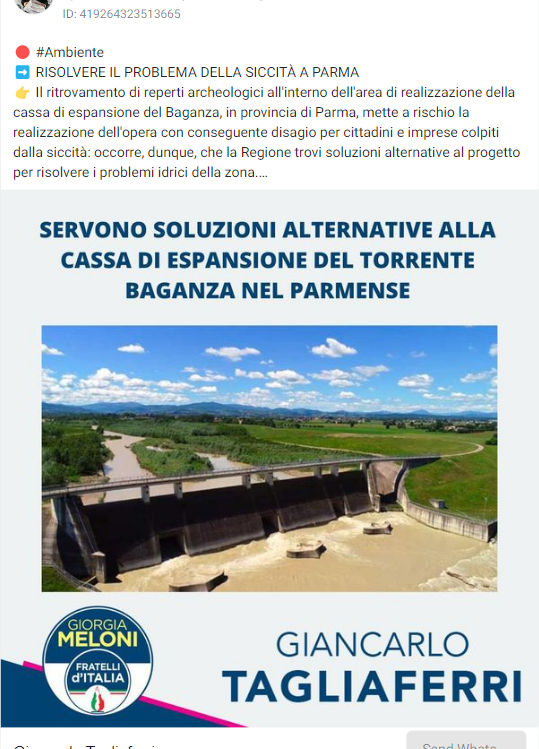 ID: 419264323513665
🔴 #Ambiente
➡️ RISOLVERE IL PROBLEMA DELLA SICCITÀ A PARMA
👉 Il ritrovamento di reperti archeologici all'interno dell'area di realizzazione della
cassa di espansione del Baganza, in provincia di Parma, mette a rischio la
realizzazione dell'opera con conseguente disagio per cittadini e imprese colpiti
dalla siccità: occorre, dunque, che la Regione trovi soluzioni alternative al progetto
per risolvere i problemi idrici della zona....
SERVONO SOLUZIONI ALTERNATIVE ALLA
CASSA DI ESPANSIONE DEL TORRENTE
BAGANZA NEL PARMENSE
GIORGIA
MELONI
FRATELLI
d'ITALIA
GIANCARLO
TAGLIAFERRI
Giancarlo Tagliaferri
Send Whats...